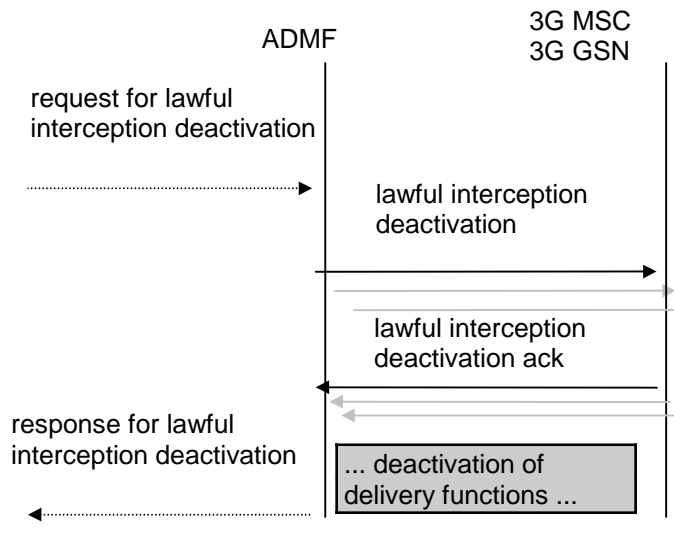 ADMF
3G MSC
3G GSN
request for lawful
interception deactivation
lawful interception
deactivation
lawful interception
deactivation ack
response for lawful
interception deactivation
... deactivation of
delivery functions ...